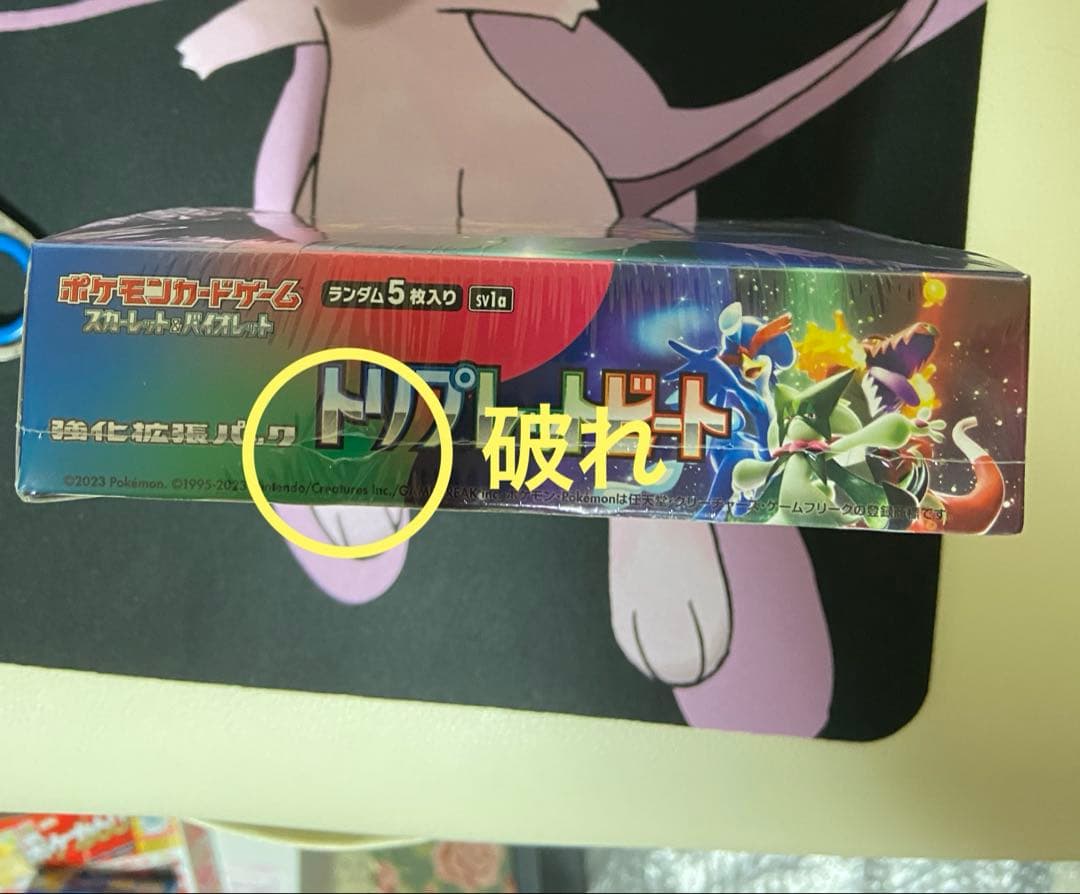 ポケモンカードゲーム
スカーレット&バイオレット
ランダム5枚入り sv1a
トリプレットビート
破れ
強化拡張パック
©2023 Pokémon. ©1995-2023 Nintendo/Creatures Inc./GAME FREAK inc. ポケモン・Pokémonは任天堂・クリーチャーズ・ゲームフリークの登録商標です。